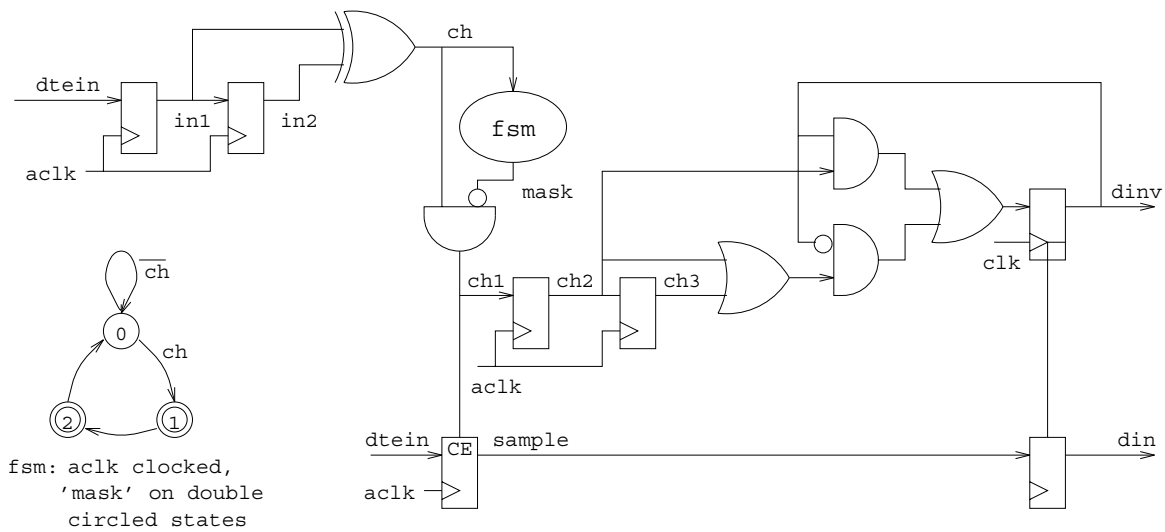 ch
dtein
in1
in2
fsm
aclk
mask
dinv
clk
ch
0
ch1
ch2
ch3
ch
aclk
2
1
dtein
CE
sample
din
fsm: aclk clocked,
'mask' on double
circled states
aclk